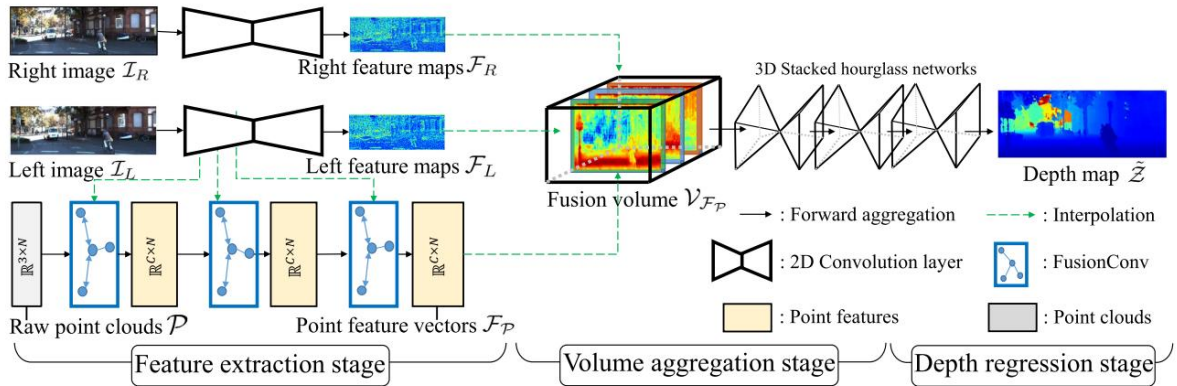 Right image I_R
Right feature maps F_R
3D Stacked hourglass networks
Left image I_L
Left feature maps F_L
Fusion volume V_{F_P}
Depth map Z̃
: Forward aggregation
: Interpolation
ℝ^{3×N}
ℝ^{C×N}
ℝ^{C×N}
ℝ^{C×N}
: 2D Convolution layer
: FusionConv
Raw point clouds P
Point feature vectors F_P
: Point features
: Point clouds
Feature extraction stage
Volume aggregation stage
Depth regression stage